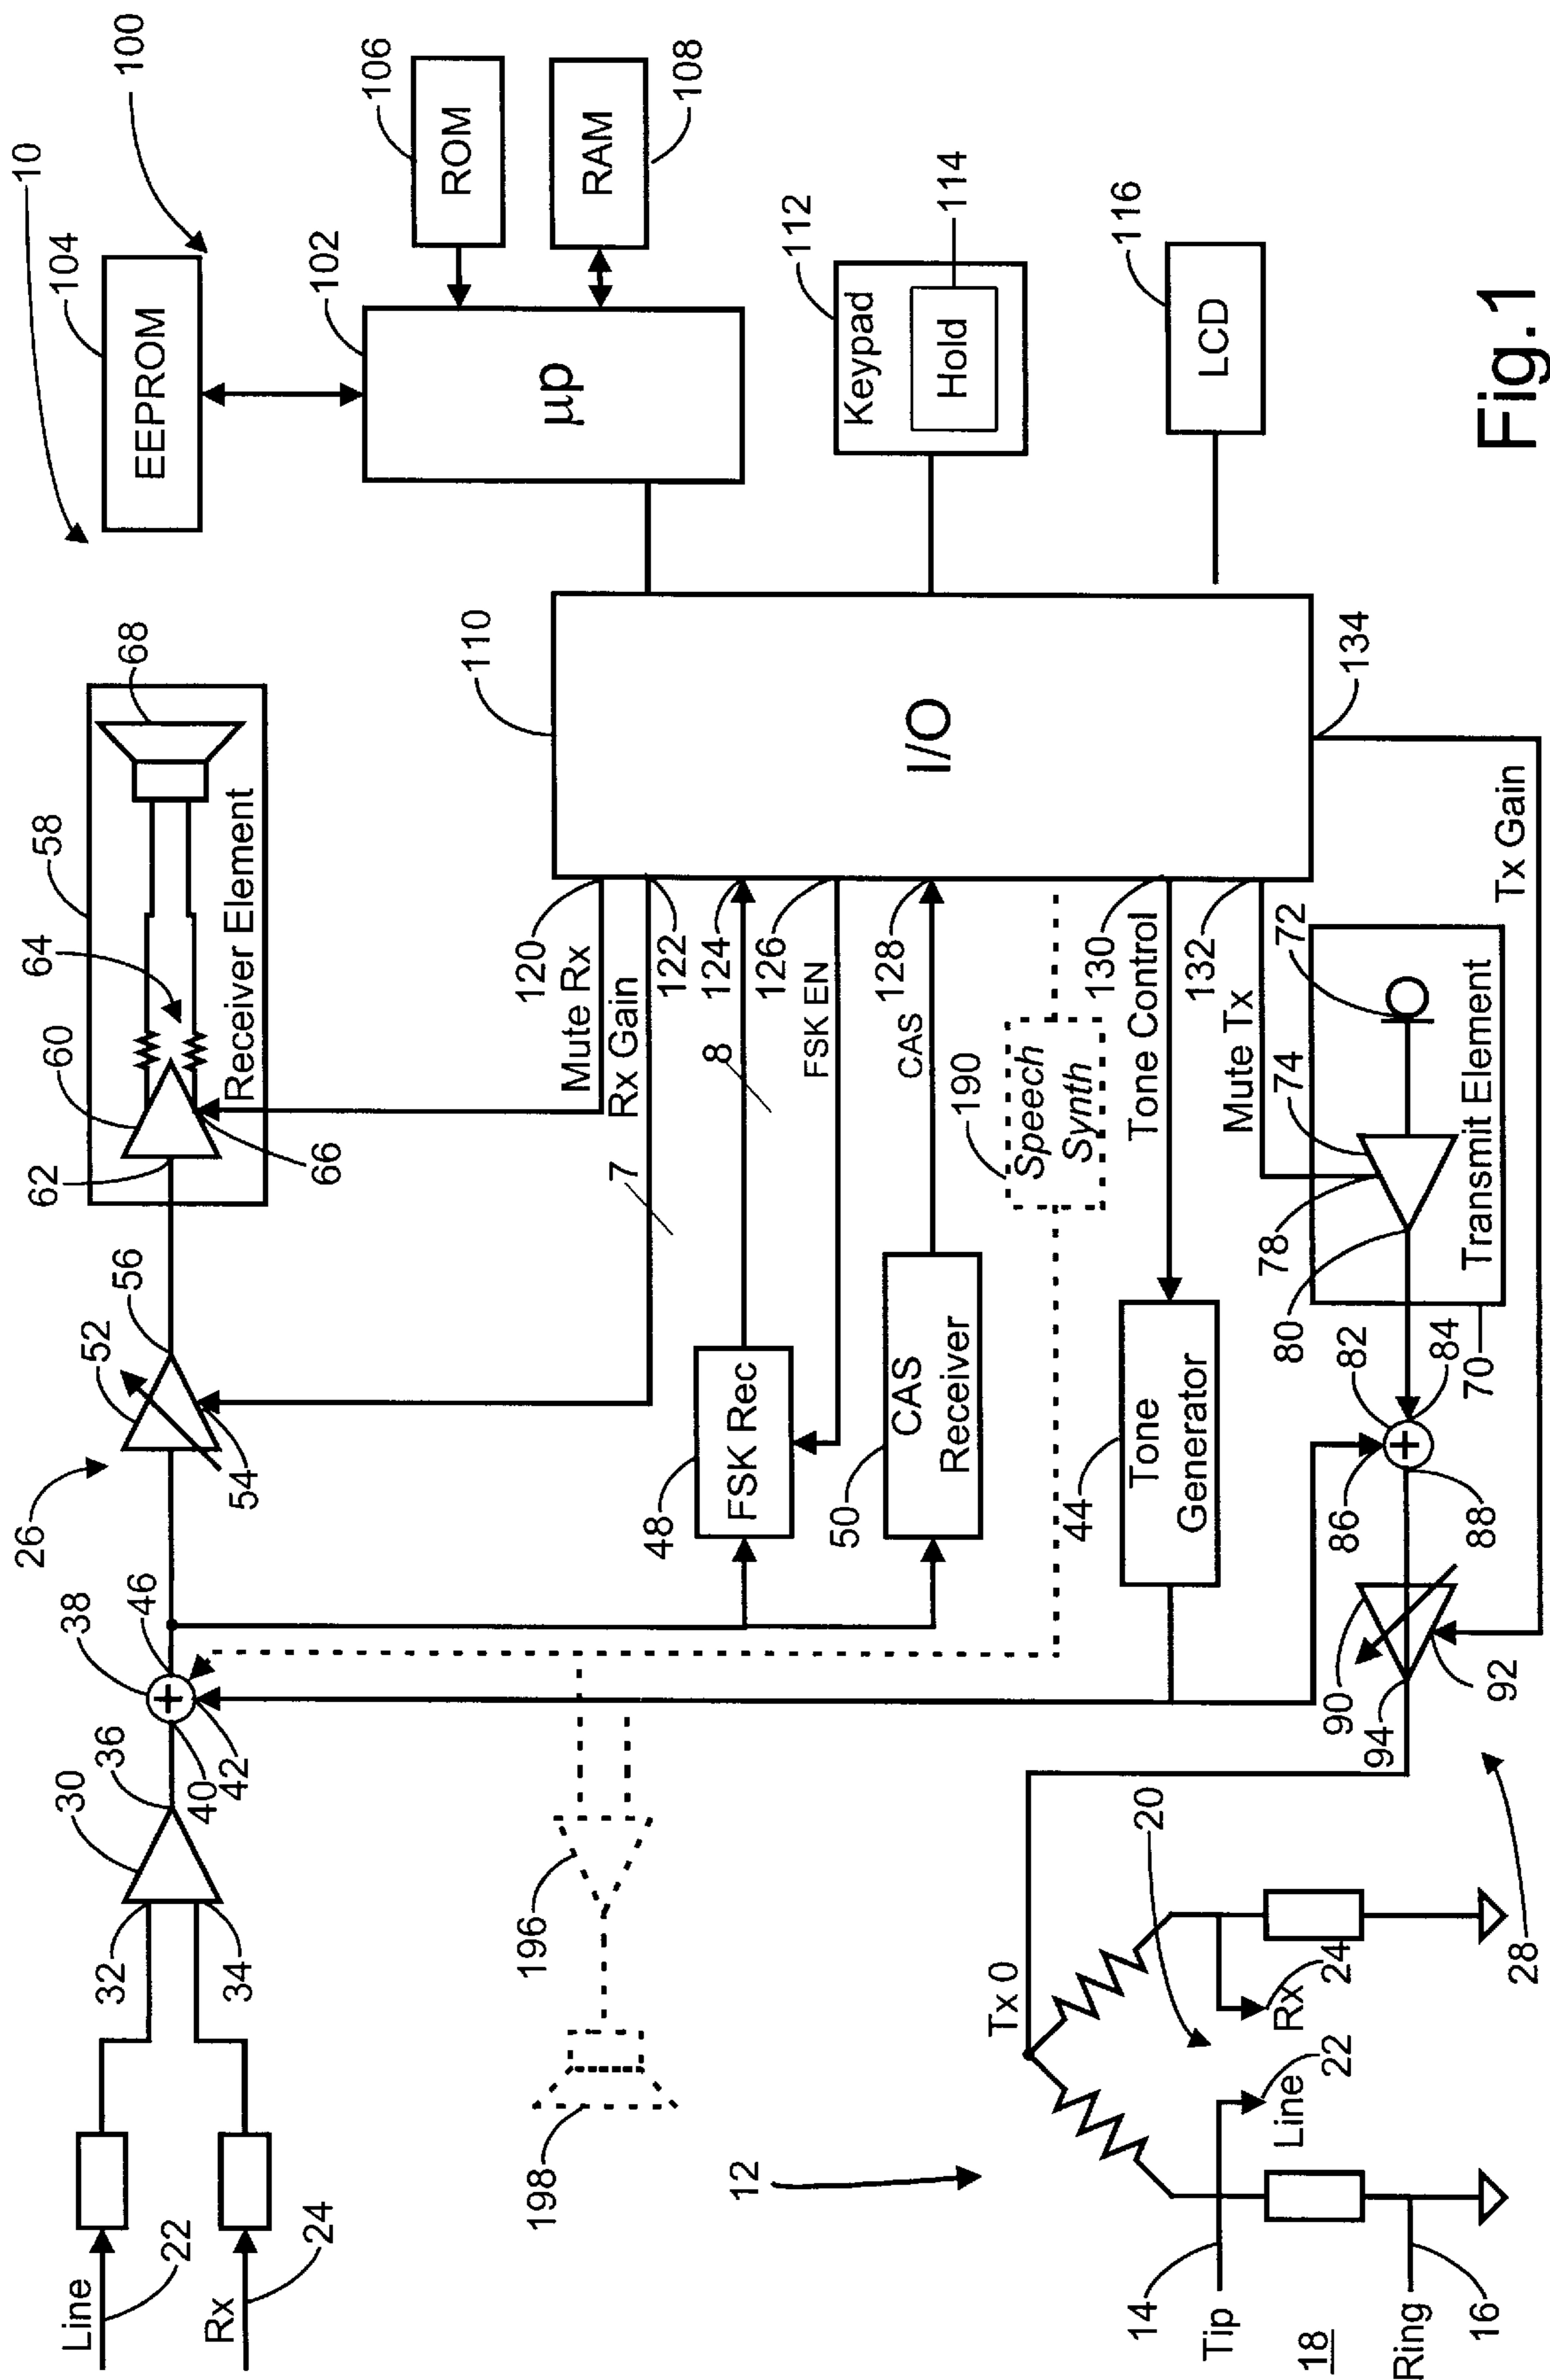 10
100
104
EEPROM
102
µp
ROM
106
RAM
108
58
60
62
64
66
68
Receiver Element
26
52
54
56
30
32
34
36
38
40
42
46
Line
22
Rx
24
110
I/O
Keypad
112
Hold
114
LCD
116
120
Mute Rx
Rx Gain
122
7
124
8
126
FSK EN
128
CAS
48
FSK Rec
50
CAS
Receiver
190
Speech
Synth
130
Tone Control
132
Mute Tx
134
Tx Gain
44
Tone
Generator
72
74
78
80
Transmit Element
70
82
84
86
88
90
92
94
28
196
198
12
Tx 0
20
Rx
24
Line
22
14
Tip
18
Ring
16
Fig.1